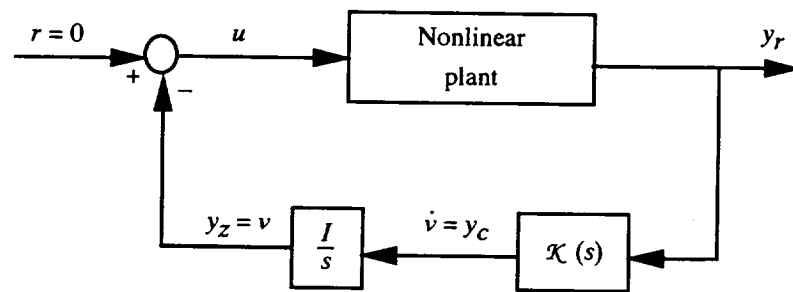 r = 0
u
Nonlinear
plant
y_r
+
−
y_z = v
I
s
v̇ = y_c
𝒦 (s)